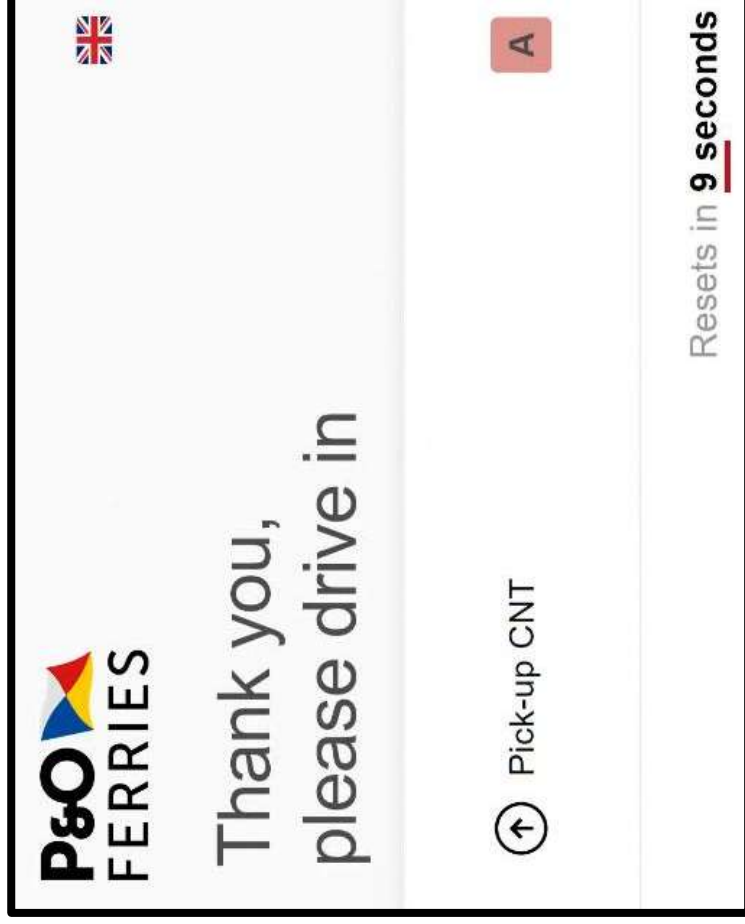 P&O
FERRIES
Thank you,
please drive in
Pick-up CNT
A
Resets in 9 seconds